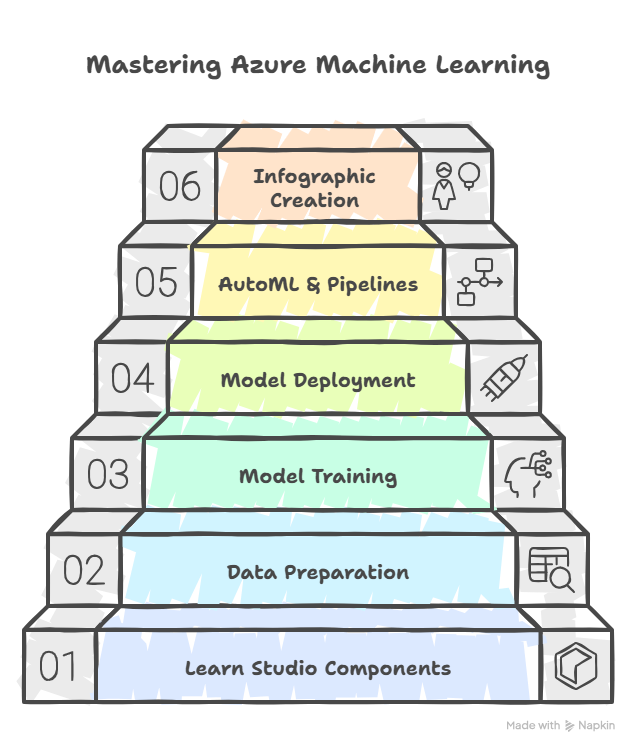 Mastering Azure Machine Learning
06
Infographic
Creation
05
AutoML & Pipelines
04
Model Deployment
03
Model Training
02
Data Preparation
01
Learn Studio Components
Made with Napkin